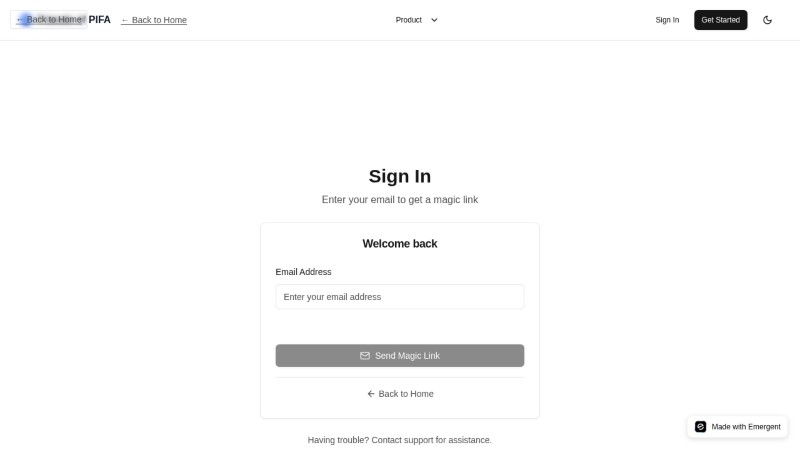 ← Back to Home PIFA ← Back to Home Product Sign In Get Started
Sign In
Enter your email to get a magic link
Welcome back
Email Address
Enter your email address
Send Magic Link
← Back to Home
Having trouble? Contact support for assistance.
Made with Emergent